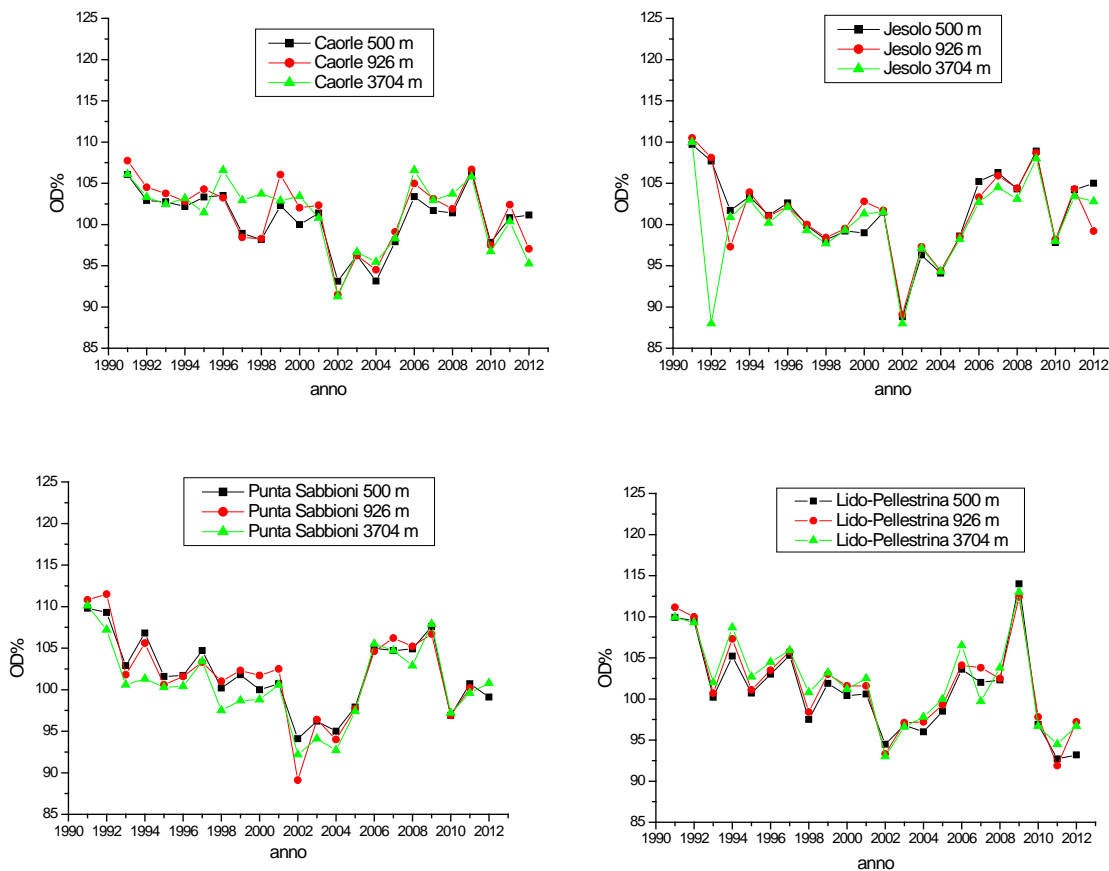 Caorle 500 m
Caorle 926 m
Caorle 3704 m
125
120
115
110
105
100
95
90
85
OD%
1990 1992 1994 1996 1998 2000 2002 2004 2006 2008 2010 2012
anno
Jesolo 500 m
Jesolo 926 m
Jesolo 3704 m
125
120
115
110
105
100
95
90
85
OD%
1990 1992 1994 1996 1998 2000 2002 2004 2006 2008 2010 2012
anno
Punta Sabbioni 500 m
Punta Sabbioni 926 m
Punta Sabbioni 3704 m
125
120
115
110
105
100
95
90
85
OD%
1990 1992 1994 1996 1998 2000 2002 2004 2006 2008 2010 2012
anno
Lido-Pellestrina 500 m
Lido-Pellestrina 926 m
Lido-Pellestrina 3704 m
125
120
115
110
105
100
95
90
85
OD%
1990 1992 1994 1996 1998 2000 2002 2004 2006 2008 2010 2012
anno